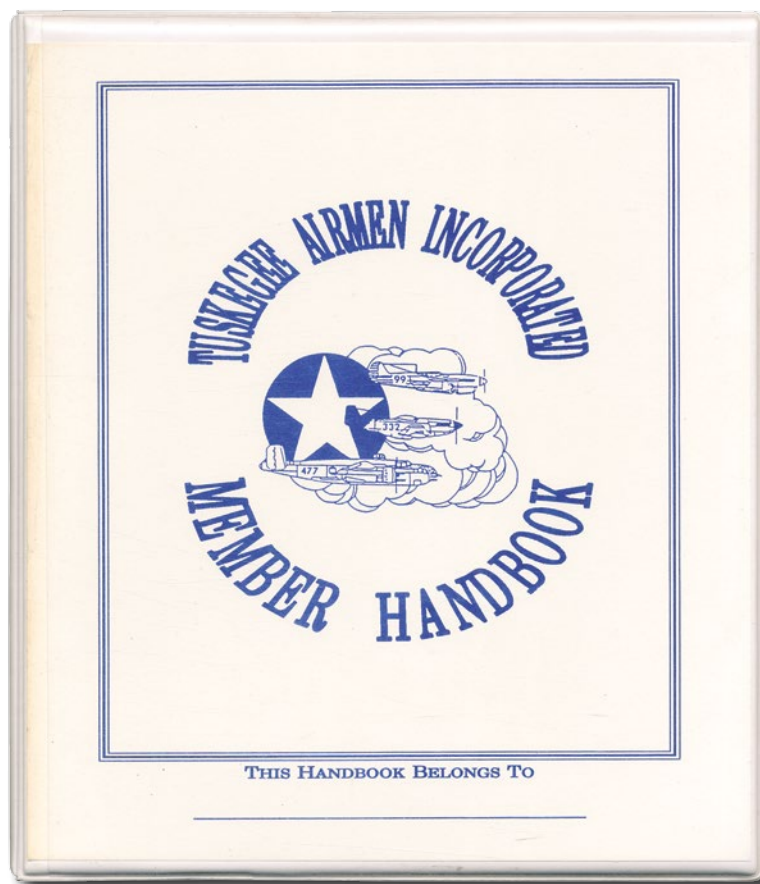 TUSKEGEE AIRMEN INCORPORATED
99
332
477
MEMBER HANDBOOK
THIS HANDBOOK BELONGS TO